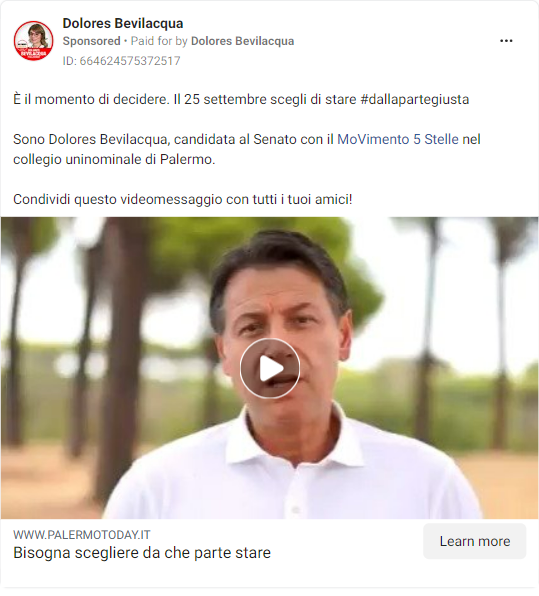 Dolores Bevilacqua
Sponsored • Paid for by Dolores Bevilacqua
ID: 664624575372517
È il momento di decidere. Il 25 settembre scegli di stare #dallapartegiusta
Sono Dolores Bevilacqua, candidata al Senato con il MoVimento 5 Stelle nel
collegio uninominale di Palermo.
Condividi questo videomessaggio con tutti i tuoi amici!
WWW.PALERMOTODAY.IT
Bisogna scegliere da che parte stare
Learn more